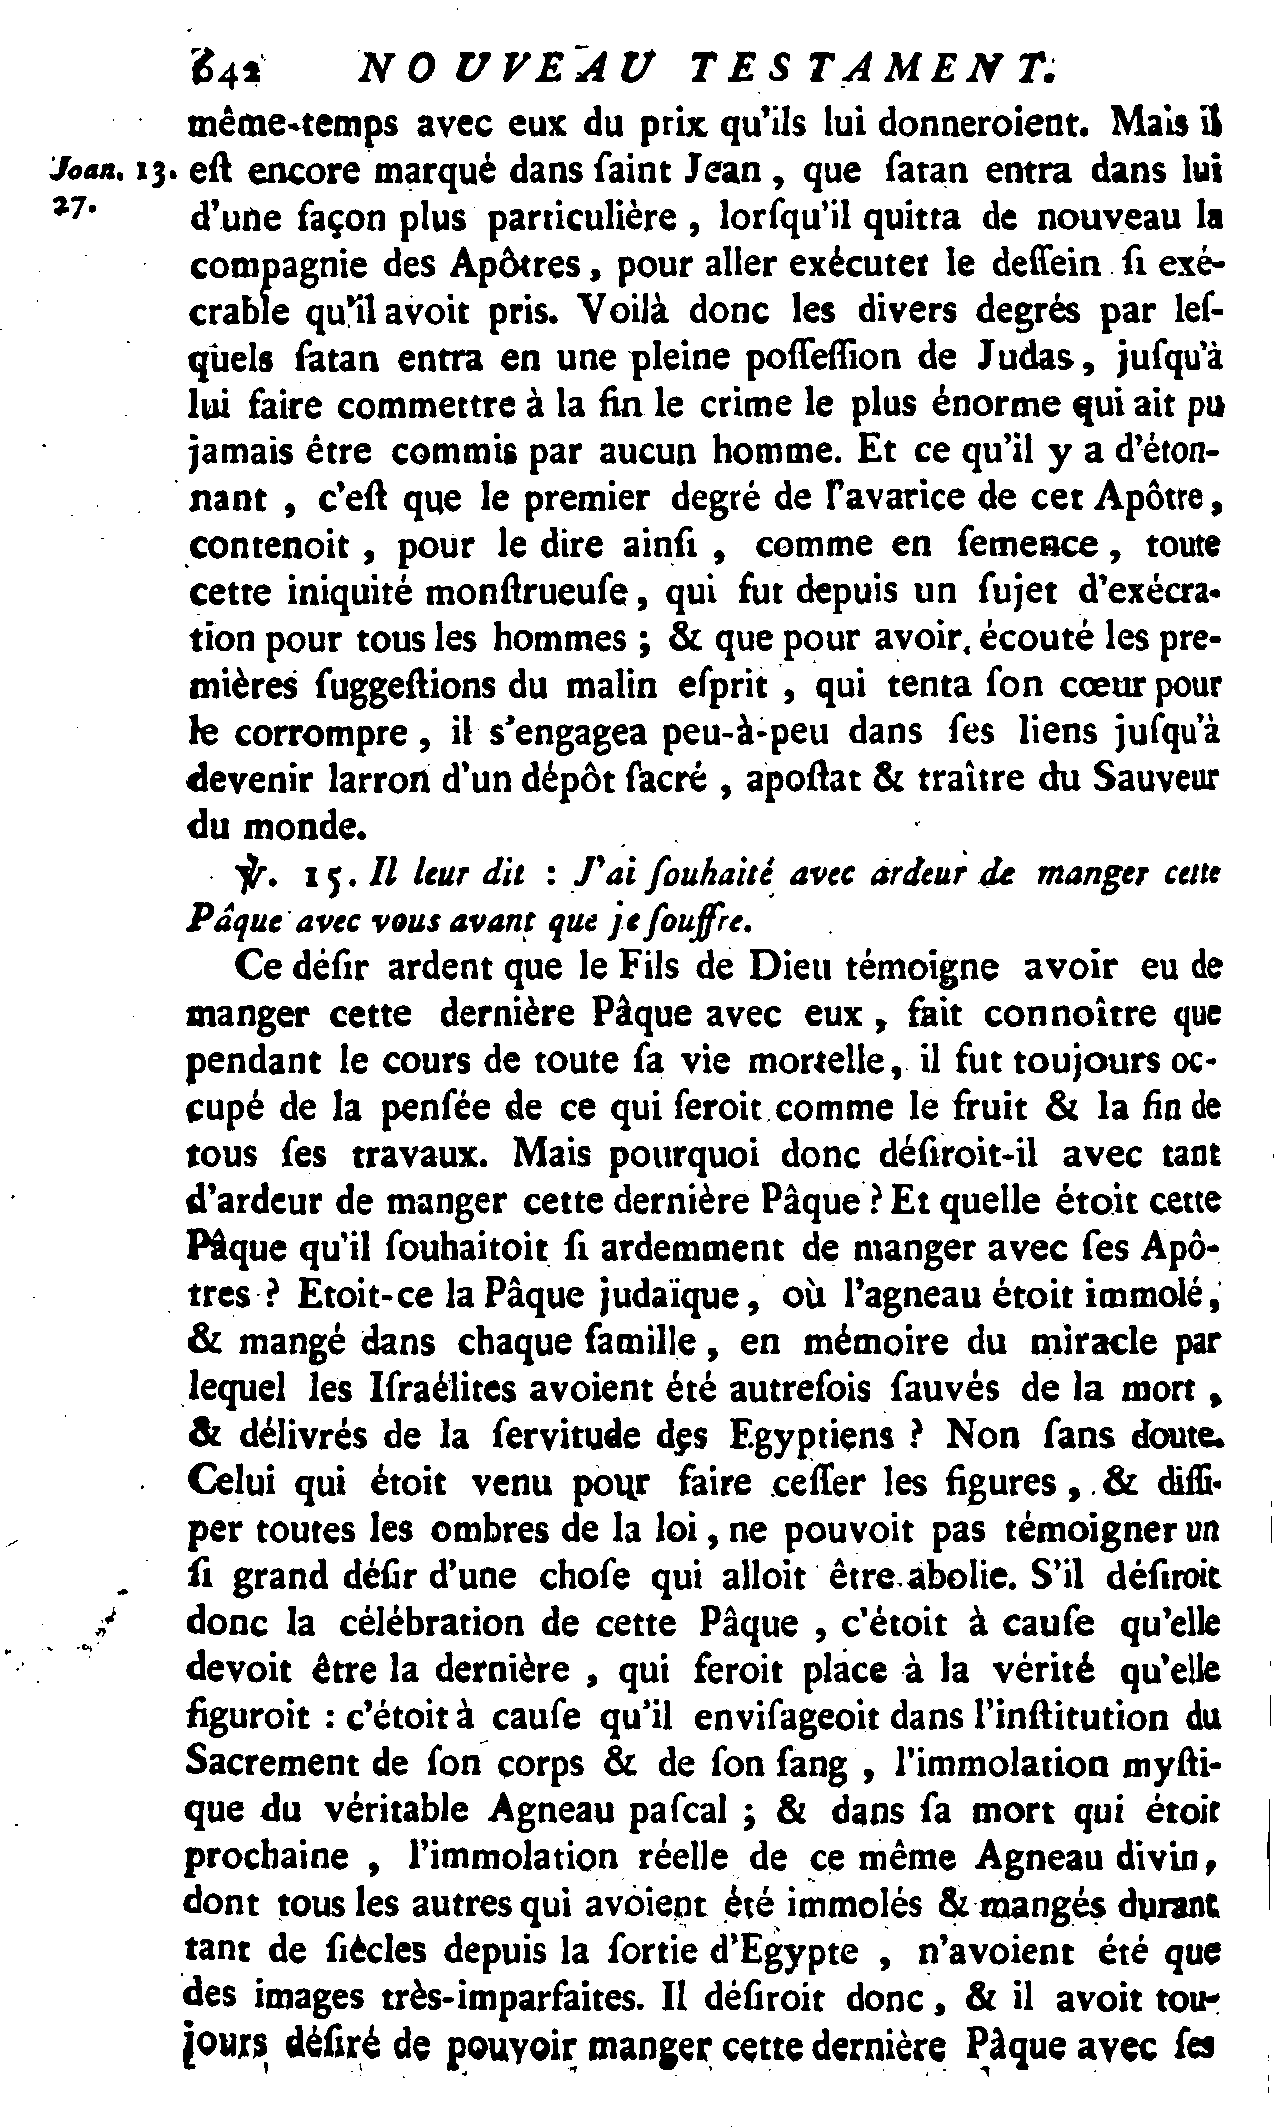 642 NOUVEAU TESTAMENT.
même-temps avec eux du prix qu'ils lui donneroient. Mais il
Joan. 13. eſt encore marqué dans ſaint Jean, que ſatan entra dans lui
27. d'une façon plus particulière, lorſqu'il quitta de nouveau la
compagnie des Apôtres, pour aller exécuter le deſſein ſi exé-
crable qu'il avoit pris. Voilà donc les divers degrés par leſ-
quels ſatan entra en une pleine poſſeſſion de Judas, juſqu'à
lui faire commettre à la fin le crime le plus énorme qui ait pu
jamais être commis par aucun homme. Et ce qu'il y a d'éton-
nant, c'eſt que le premier degré de l'avarice de cet Apôtre,
contenoit, pour le dire ainſi, comme en ſemence, toute
cette iniquité monſtrueuſe, qui fut depuis un ſujet d'exécra-
tion pour tous les hommes ; & que pour avoir écouté les pre-
mières ſuggeſtions du malin eſprit, qui tenta ſon cœur pour
le corrompre, il s'engagea peu-à-peu dans ſes liens juſqu'à
devenir larron d'un dépôt ſacré, apoſtat & traître du Sauveur
du monde.
℣. 15. Il leur dit : J'ai ſouhaité avec ardeur de manger cette
Pâque avec vous avant que je ſouffre.
Ce déſir ardent que le Fils de Dieu témoigne avoir eu de
manger cette dernière Pâque avec eux, fait connoître que
pendant le cours de toute ſa vie mortelle, il fut toujours oc-
cupé de la penſée de ce qui ſeroit comme le fruit & la fin de
tous ſes travaux. Mais pourquoi donc déſiroit-il avec tant
d'ardeur de manger cette dernière Pâque ? Et quelle étoit cette
Pâque qu'il ſouhaitoit ſi ardemment de manger avec ſes Apô-
tres ? Etoit-ce la Pâque judaïque, où l'agneau étoit immolé,
& mangé dans chaque famille, en mémoire du miracle par
lequel les Iſraélites avoient été autrefois ſauvés de la mort,
& délivrés de la ſervitude des Egyptiens ? Non ſans doute.
Celui qui étoit venu pour faire ceſſer les figures, & diſſi-
per toutes les ombres de la loi, ne pouvoit pas témoigner un
ſi grand déſir d'une choſe qui alloit être abolie. S'il déſiroit
donc la célébration de cette Pâque, c'étoit à cauſe qu'elle
devoit être la dernière, qui feroit place à la vérité qu'elle
figuroit : c'étoit à cauſe qu'il enviſageoit dans l'inſtitution du
Sacrement de ſon corps & de ſon ſang, l'immolation myſti-
que du véritable Agneau paſcal ; & dans ſa mort qui étoit
prochaine, l'immolation réelle de ce même Agneau divin,
dont tous les autres qui avoient été immolés & mangés durant
tant de ſiècles depuis la ſortie d'Egypte, n'avoient été que
des images très-imparfaites. Il déſiroit donc, & il avoit tou-
jours déſiré de pouvoir manger cette dernière Pâque avec ſes